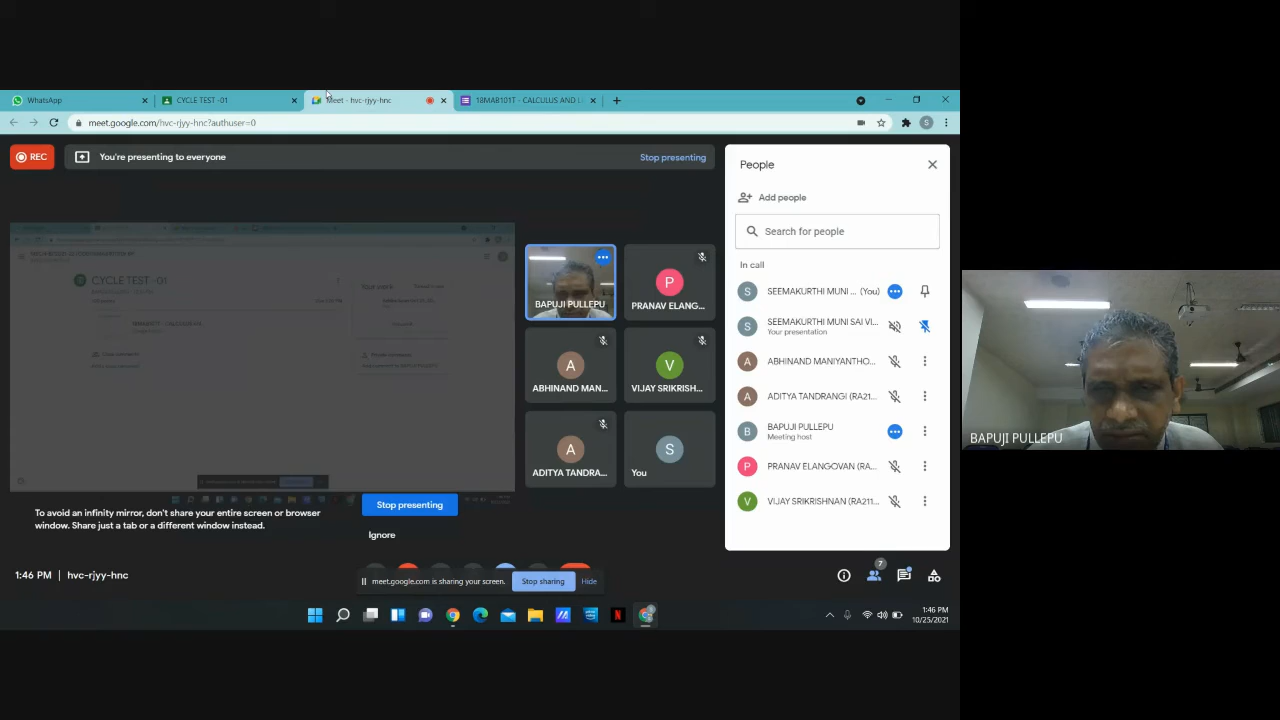 WhatsApp
CYCLE TEST -01
Meet - hvc-rjyy-hnc
18MAB101T - CALCULUS AND L
meet.google.com/hvc-rjyy-hnc?authuser=0
S
REC
You're presenting to everyone
Stop presenting
CYCLE TEST -01
Your work
BAPUJI PULLEPU
P
PRANAV ELANG...
A
ABHINAND MAN...
V
VIJAY SRIKRISH...
A
ADITYA TANDRA...
S
You
To avoid an infinity mirror, don't share your entire screen or browser
window. Share just a tab or a different window instead.
Stop presenting
Ignore
People
Add people
Search for people
In call
S
SEEMAKURTHI MUNI ... (You)
S
SEEMAKURTHI MUNI SAI VI...
Your presentation
A
ABHINAND MANIYANTHO...
A
ADITYA TANDRANGI (RA21...
B
BAPUJI PULLEPU
Meeting host
P
PRANAV ELANGOVAN (RA...
V
VIJAY SRIKRISHNAN (RA211...
1:46 PM | hvc-rjyy-hnc
7
meet.google.com is sharing your screen.
Stop sharing
Hide
N
1:46 PM
10/25/2021
BAPUJI PULLEPU